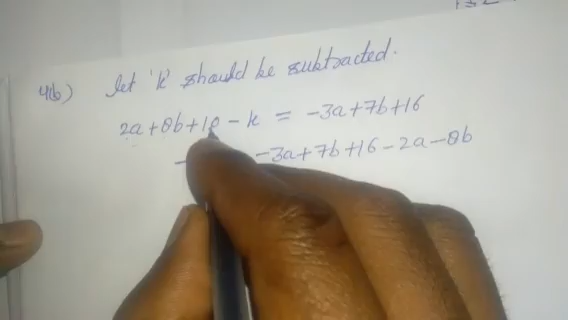 4(b) let 'k' should be subtracted.
2a + 8b + 10 - k = -3a + 7b + 16
- -3a + 7b + 16 - 2a - 8b